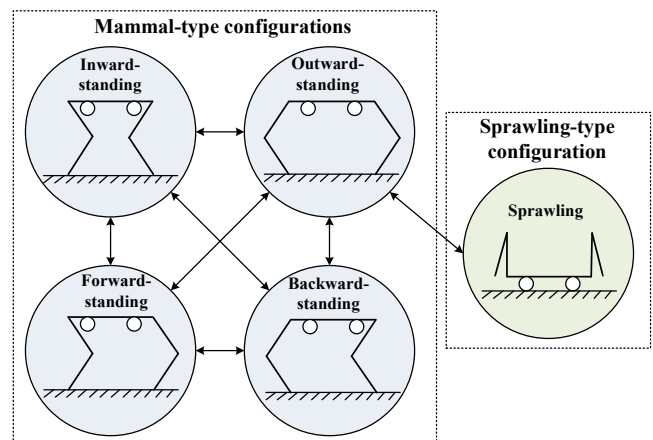 Mammal-type configurations
Inward-
standing
Outward-
standing
Forward-
standing
Backward-
standing
Sprawling-type
configuration
Sprawling